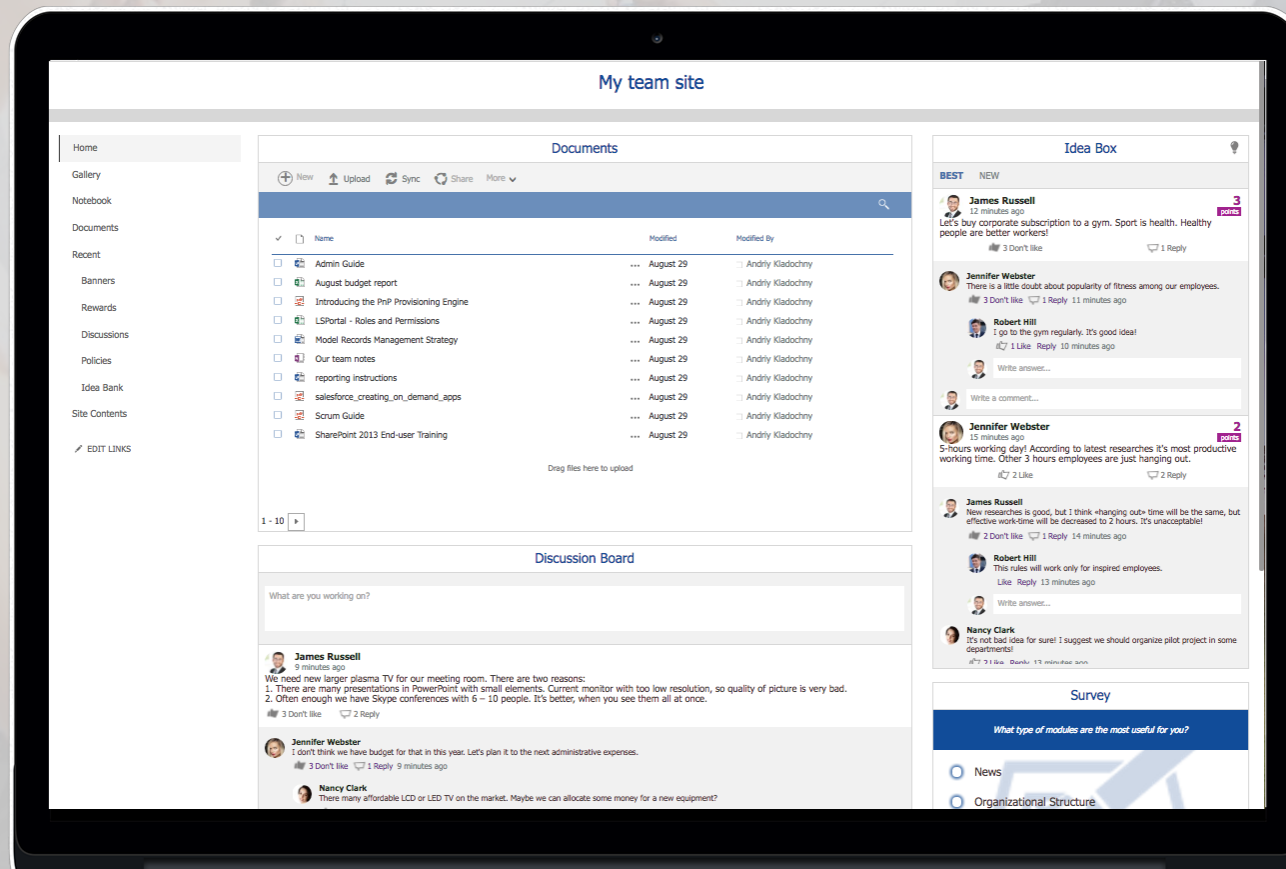 My team site
Home
Gallery
Notebook
Documents
Recent
Banners
Rewards
Discussions
Policies
Idea Bank
Site Contents
EDIT LINKS
Documents
New Upload Sync Share More
Name Modified Modified By
Admin Guide ... August 29 Andriy Kladochny
August budget report ... August 29 Andriy Kladochny
Introducing the PnP Provisioning Engine ... August 29 Andriy Kladochny
LSPortal - Roles and Permissions ... August 29 Andriy Kladochny
Model Records Management Strategy ... August 29 Andriy Kladochny
Our team notes ... August 29 Andriy Kladochny
reporting instructions ... August 29 Andriy Kladochny
salesforce_creating_on_demand_apps ... August 29 Andriy Kladochny
Scrum Guide ... August 29 Andriy Kladochny
SharePoint 2013 End-user Training ... August 29 Andriy Kladochny
Drag files here to upload
1 - 10
Discussion Board
What are you working on?
James Russell
9 minutes ago
We need new larger plasma TV for our meeting room. There are two reasons:
1. There are many presentations in PowerPoint with small elements. Current monitor with too low resolution, so quality of picture is very bad.
2. Often enough we have Skype conferences with 6 – 10 people. It's better, when you see them all at once.
3 Don't like 2 Reply
Jennifer Webster
I don't think we have budget for that in this year. Let's plan it to the next administrative expenses.
3 Don't like 1 Reply 9 minutes ago
Nancy Clark
There many affordable LCD or LED TV on the market. Maybe we can allocate some money for a new equipment?
Idea Box
BEST NEW
James Russell
3
12 minutes ago
points
Let's buy corporate subscription to a gym. Sport is health. Healthy
people are better workers!
3 Don't like 1 Reply
Jennifer Webster
There is a little doubt about popularity of fitness among our employees.
3 Don't like 1 Reply 11 minutes ago
Robert Hill
I go to the gym regularly. It's good idea!
1 Like Reply 10 minutes ago
Write answer...
Write a comment...
Jennifer Webster
2
15 minutes ago
points
5-hours working day! According to latest researches it's most productive
working time. Other 3 hours employees are just hanging out.
2 Like 2 Reply
James Russell
New researches is good, but I think «hanging out» time will be the same, but
effective work-time will be decreased to 2 hours. It's unacceptable!
2 Don't like 1 Reply 14 minutes ago
Robert Hill
This rules will work only for inspired employees.
Like Reply 13 minutes ago
Write answer...
Nancy Clark
It's not bad idea for sure! I suggest we should organize pilot project in some
departments!
2 Like Reply 13 minutes ago
Survey
What type of modules are the most useful for you?
News
Organizational Structure